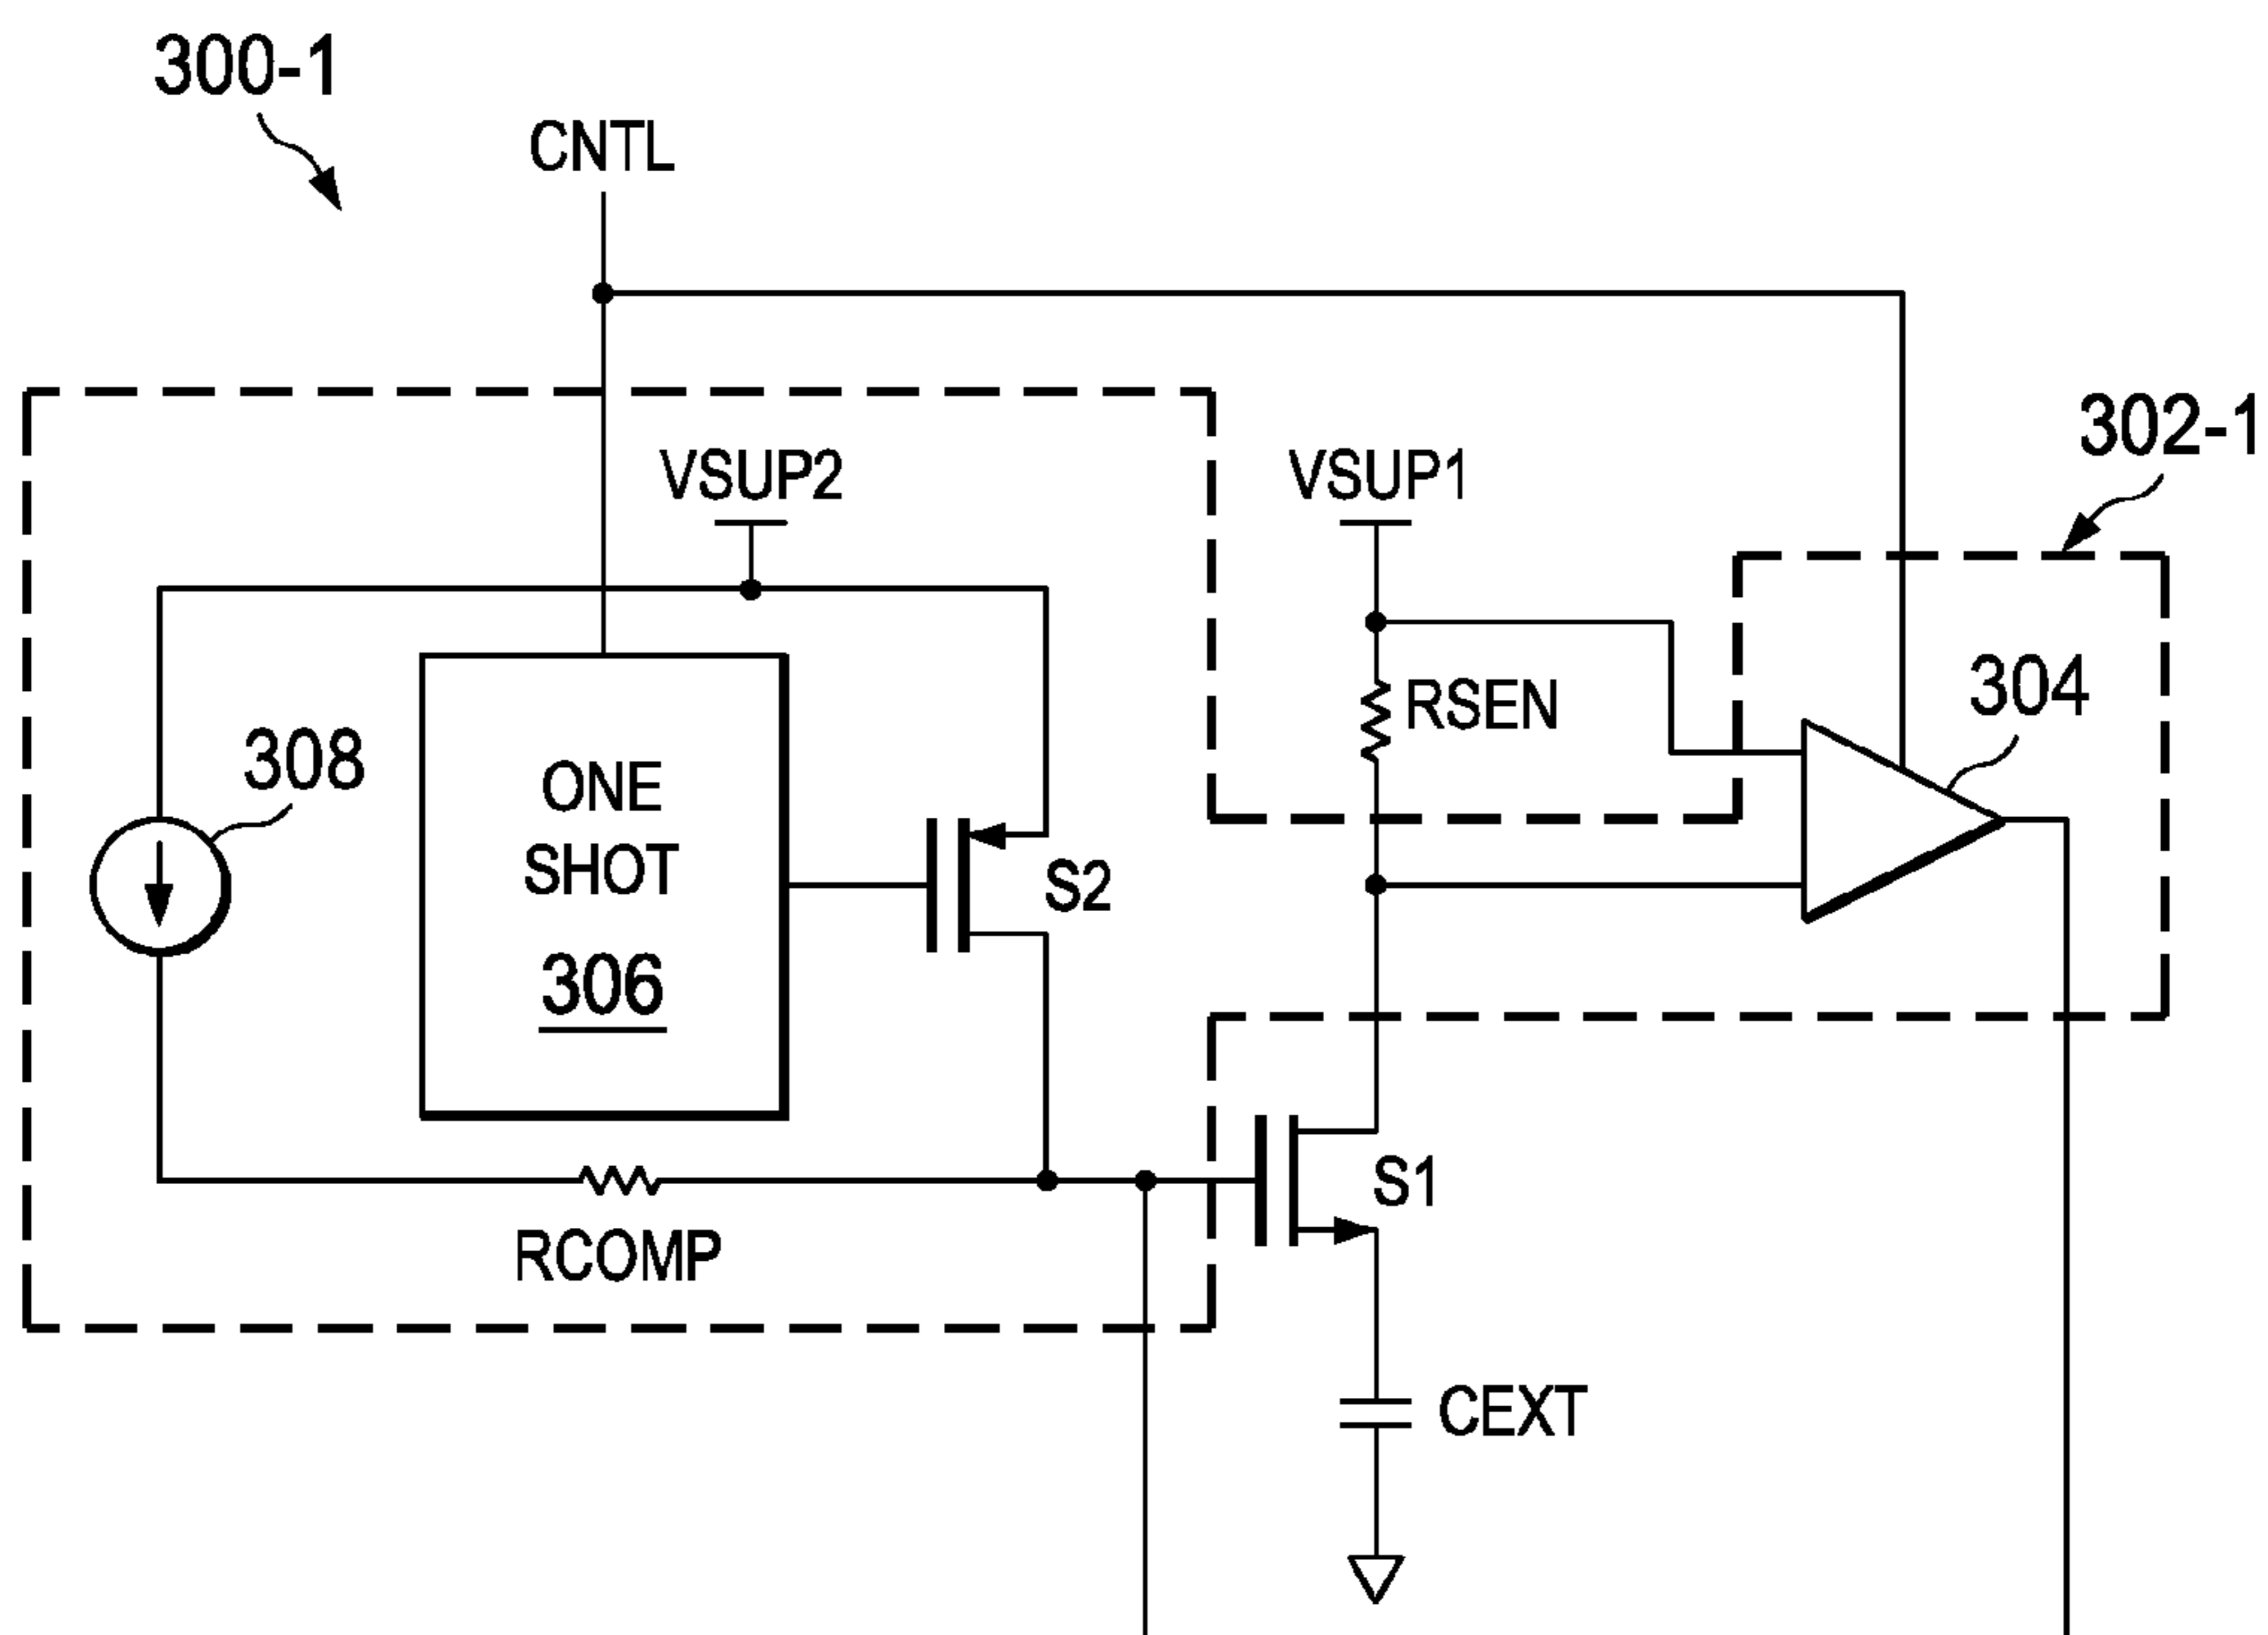 300-1
CNTL
302-1
VSUP2
VSUP1
304
RSEN
308
ONE
SHOT
306
S2
S1
RCOMP
CEXT